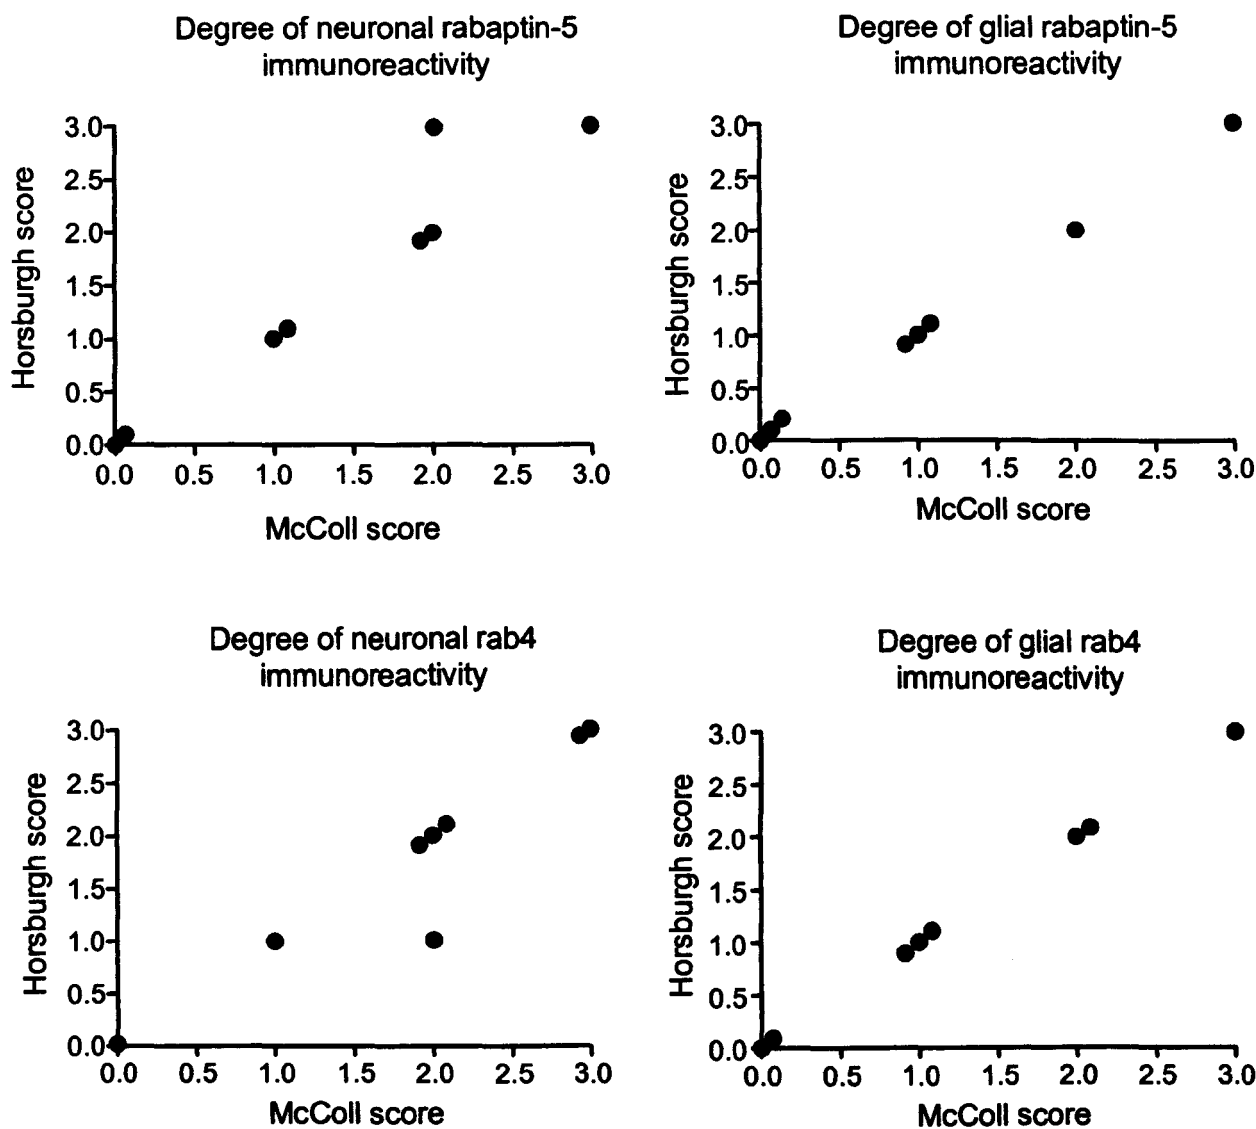 Degree of neuronal rabaptin-5
immunoreactivity
Horsburgh score
3.0
2.5
2.0
1.5
1.0
0.5
0.0
0.0 0.5 1.0 1.5 2.0 2.5 3.0
McColl score
Degree of glial rabaptin-5
immunoreactivity
Horsburgh score
3.0
2.5
2.0
1.5
1.0
0.5
0.0
0.0 0.5 1.0 1.5 2.0 2.5 3.0
McColl score
Degree of neuronal rab4
immunoreactivity
Horsburgh score
3.0
2.5
2.0
1.5
1.0
0.5
0.0
0.0 0.5 1.0 1.5 2.0 2.5 3.0
McColl score
Degree of glial rab4
immunoreactivity
Horsburgh score
3.0
2.5
2.0
1.5
1.0
0.5
0.0
0.0 0.5 1.0 1.5 2.0 2.5 3.0
McColl score